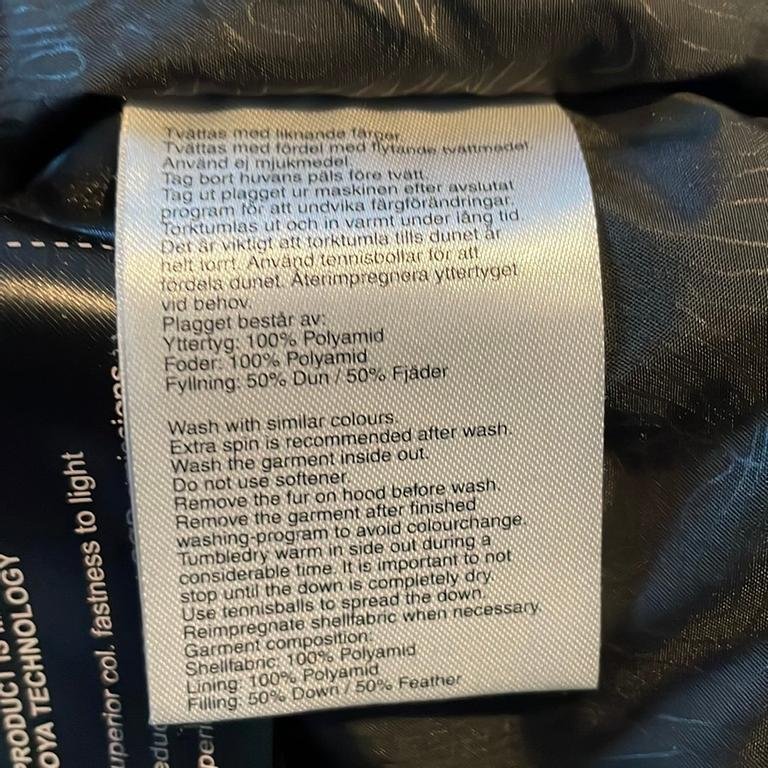 Tvättas med liknande färger
Tvättas med fördel med flytande tvättmedel
Använd ej mjukmedel.
Tag bort huvans päls före tvätt.
Tag ut plagget ur maskinen efter avslutat
program för att undvika färgförändringar.
Torktumlas ut och in varmt under lång tid.
Det är viktigt att torktumla tills dunet är
helt torrt. Använd tennisbollar för att
fördela dunet. Återimpregnera yttertyget
vid behov.
Plagget består av:
Yttertyg: 100% Polyamid
Foder: 100% Polyamid
Fyllning: 50% Dun / 50% Fjäder
Wash with similar colours.
Extra spin is recommended after wash.
Wash the garment inside out.
Do not use softener.
Remove the fur on hood before wash.
Remove the garment after finished
washing-program to avoid colourchange.
Tumbledry warm in side out during a
considerable time. It is important to not
stop until the down is completely dry.
Use tennisballs to spread the down.
Reimpregnate shellfabric when necessary.
Garment composition:
Shellfabric: 100% Polyamid
Lining: 100% Polyamid
Filling: 50% Down / 50% Feather
PRODUCT IS
OYA TECHNOLOGY
uperior col. fastness to light